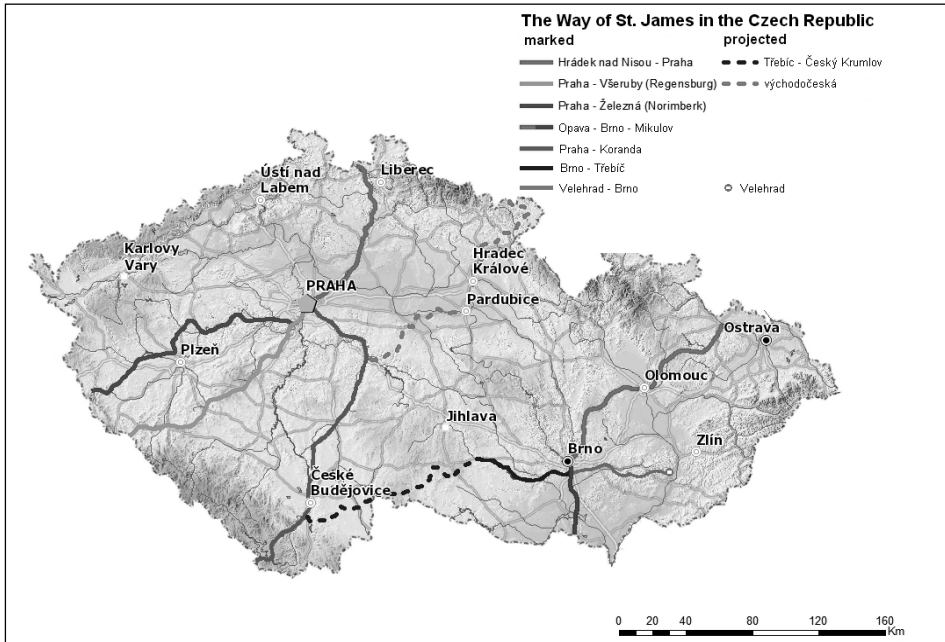 The Way of St. James in the Czech Republic
marked
projected
Hrádek nad Nisou - Praha
Praha - Všeruby (Regensburg)
Praha - Železná (Norimberk)
Opava - Brno - Mikulov
Praha - Koranda
Brno - Třebíč
Velehrad - Brno
Třebíc - Český Krumlov
východočeská
Velehrad
Ústí nad
Labem
Liberec
Karlovy
Vary
PRAHA
Hradec
Králové
Pardubice
Plzeň
Ostrava
Olomouc
Jihlava
Brno
Zlín
České
Budějovice
0 20 40 80 120 160
Km